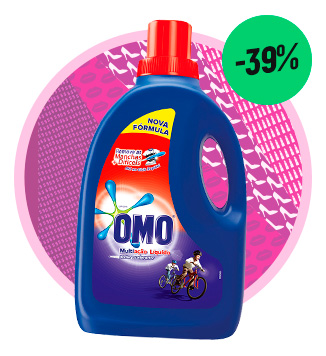 -39%
NOVA
FÓRMULA
Remove as
Manchas
+ Difíceis
OMO
Multiação Líquido